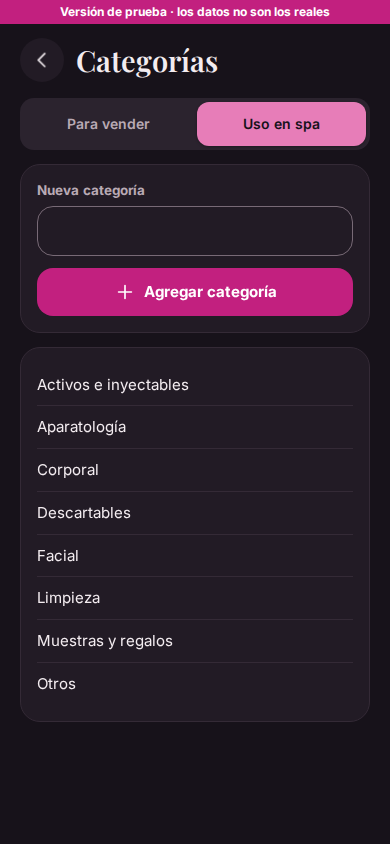 Versión de prueba · los datos no son los reales
Categorías
Para vender
Uso en spa
Nueva categoría
Agregar categoría
Activos e inyectables
Aparatología
Corporal
Descartables
Facial
Limpieza
Muestras y regalos
Otros